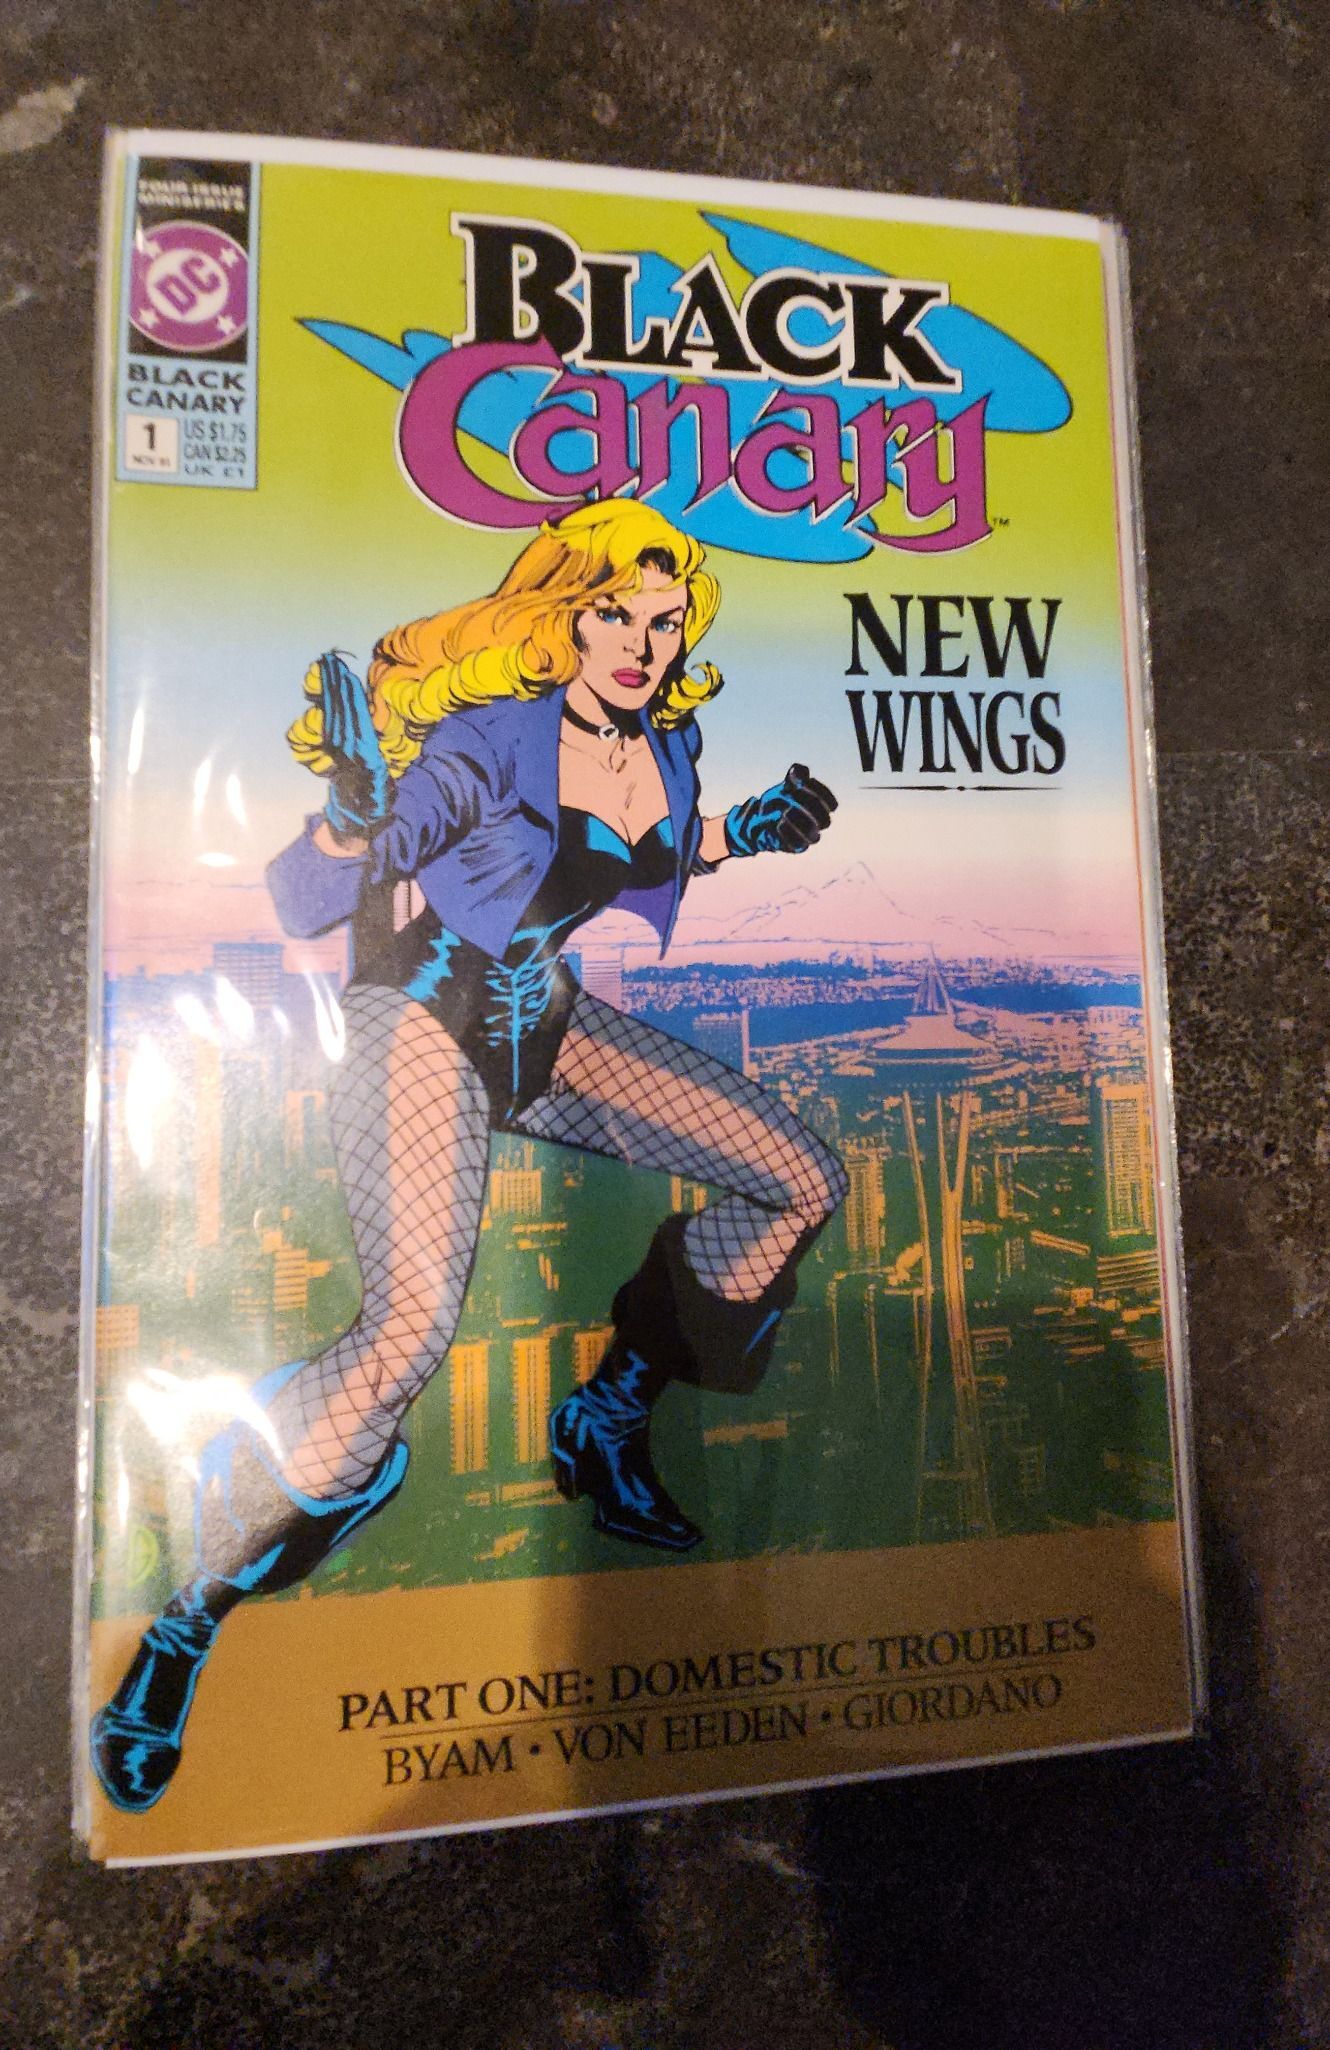 FOUR ISSUE
MINISERIES
DC
BLACK
CANARY
1
NOV 91
US $1.75
CAN $2.25
UK £1
BLACK
Canary
TM
NEW
WINGS
PART ONE: DOMESTIC TROUBLES
BYAM • VON EEDEN • GIORDANO